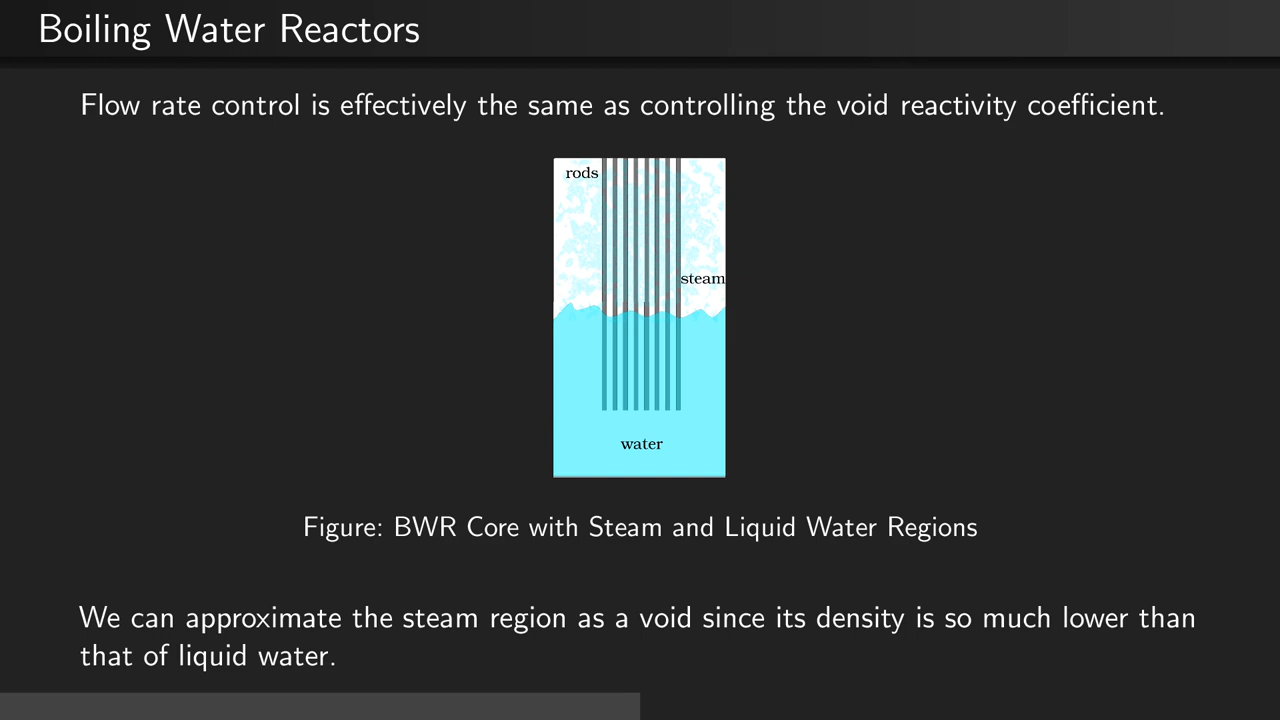 Boiling Water Reactors
Flow rate control is effectively the same as controlling the void reactivity coefficient.
rods
steam
water
Figure: BWR Core with Steam and Liquid Water Regions
We can approximate the steam region as a void since its density is so much lower than
that of liquid water.